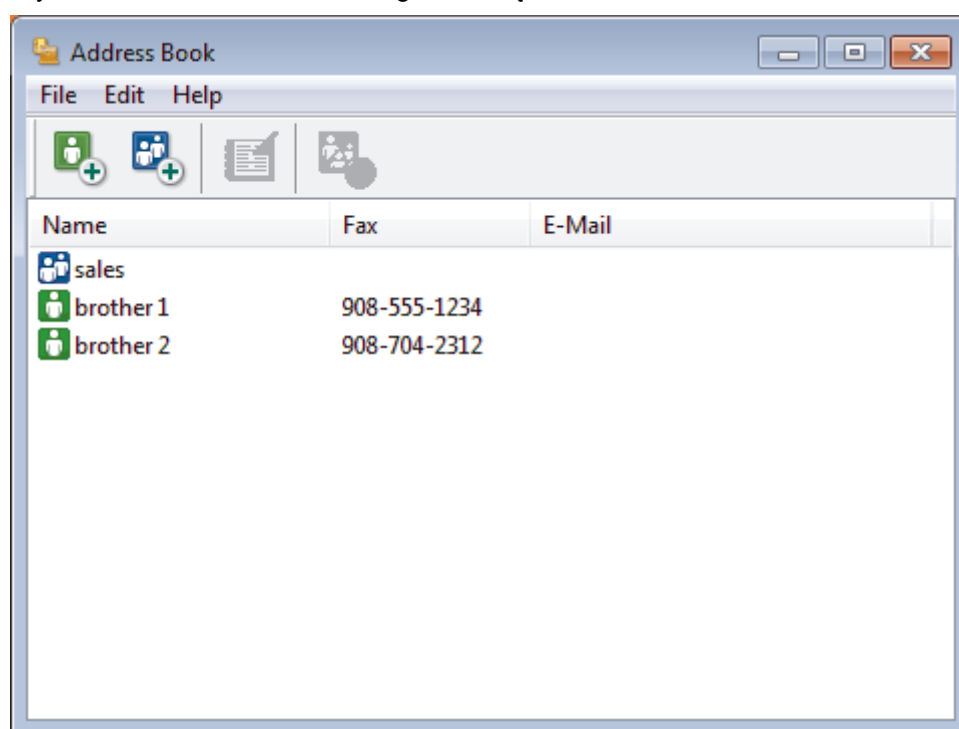 Address Book
File Edit Help
Name Fax E-Mail
sales
brother 1 908-555-1234
brother 2 908-704-2312